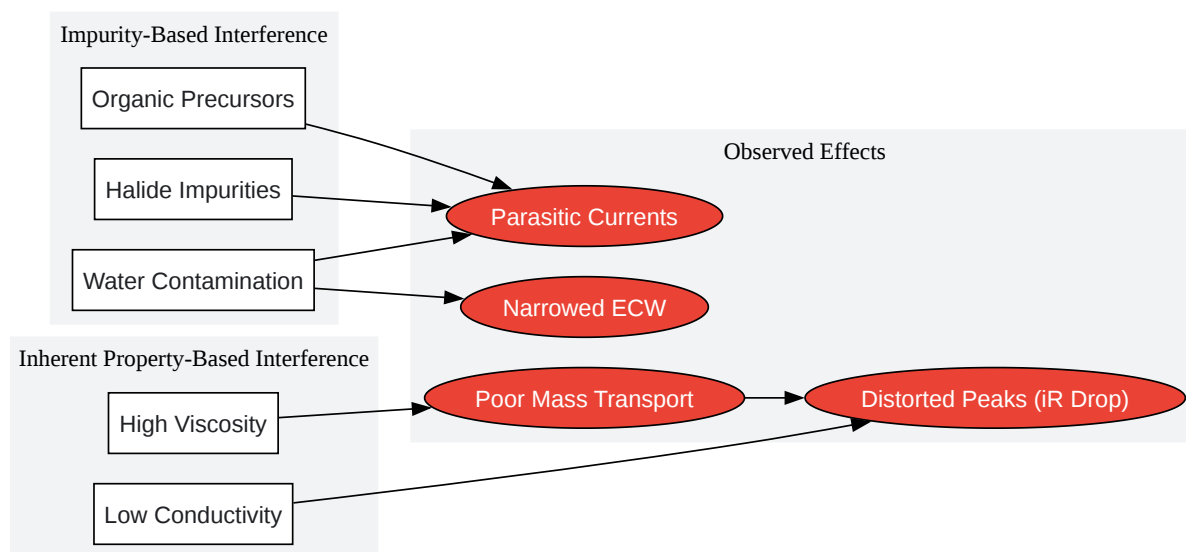 Impurity-Based Interference
Organic Precursors
Halide Impurities
Water Contamination
Inherent Property-Based Interference
High Viscosity
Low Conductivity
Observed Effects
Parasitic Currents
Narrowed ECW
Poor Mass Transport
Distorted Peaks (iR Drop)